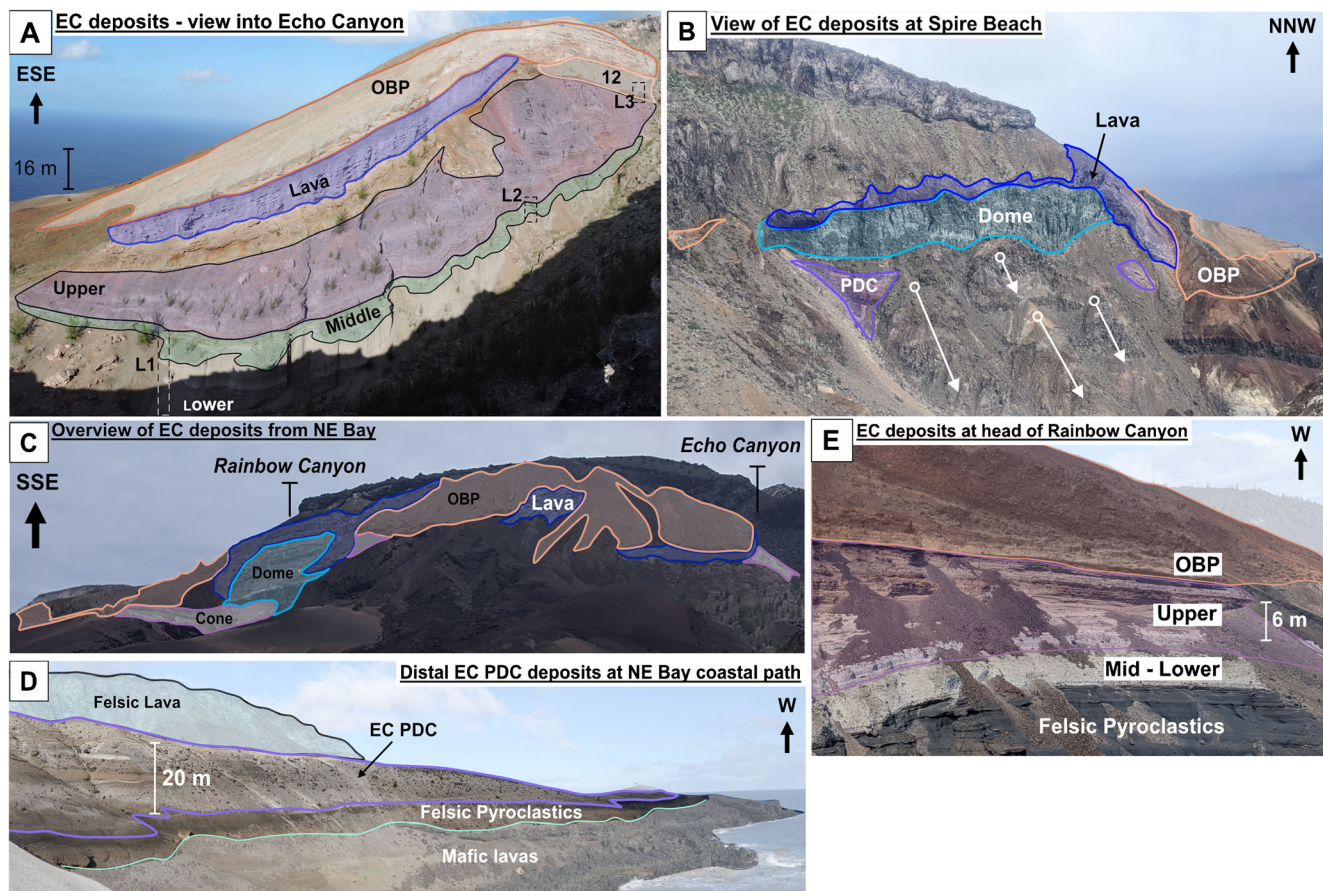 A
EC deposits - view into Echo Canyon
ESE
16 m
OBP
12
L3
Lava
L2
Upper
Middle
L1
Lower
B
View of EC deposits at Spire Beach
NNW
Lava
Dome
PDC
OBP
C
Overview of EC deposits from NE Bay
SSE
Rainbow Canyon
Echo Canyon
OBP
Lava
Dome
Cone
D
Distal EC PDC deposits at NE Bay coastal path
W
Felsic Lava
EC PDC
20 m
Felsic Pyroclastics
Mafic lavas
E
EC deposits at head of Rainbow Canyon
W
OBP
Upper
6 m
Mid - Lower
Felsic Pyroclastics